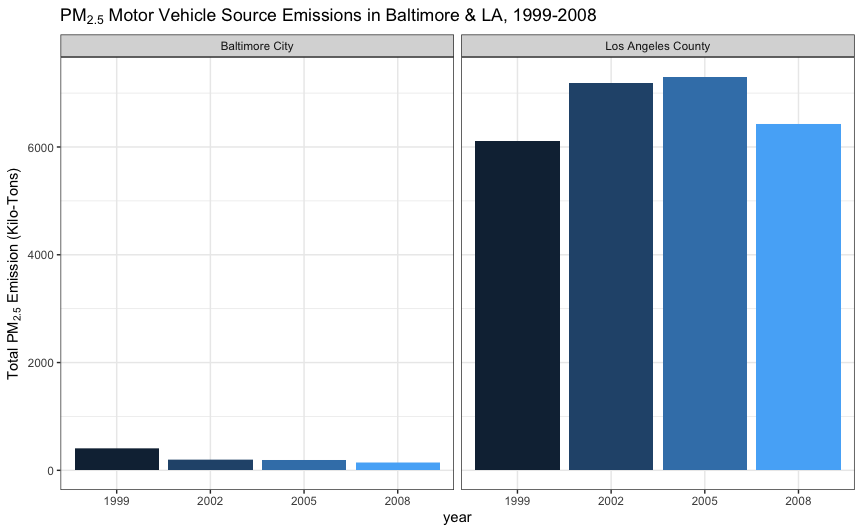 PM2.5 Motor Vehicle Source Emissions in Baltimore & LA, 1999-2008
Baltimore City
Los Angeles County
Total PM2.5 Emission (Kilo-Tons)
6000
4000
2000
0
1999 2002 2005 2008
1999 2002 2005 2008
year